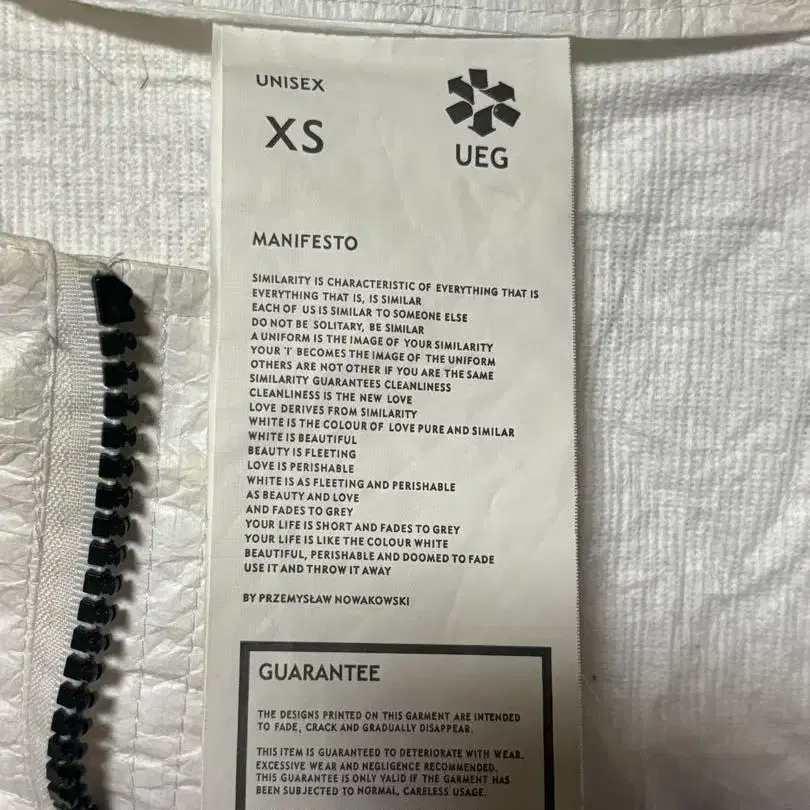 UNISEX
XS
UEG
MANIFESTO
SIMILARITY IS CHARACTERISTIC OF EVERYTHING THAT IS
EVERYTHING THAT IS, IS SIMILAR
EACH OF US IS SIMILAR TO SOMEONE ELSE
DO NOT BE SOLITARY, BE SIMILAR
A UNIFORM IS THE IMAGE OF YOUR SIMILARITY
YOUR 'I' BECOMES THE IMAGE OF THE UNIFORM
OTHERS ARE NOT OTHER IF YOU ARE THE SAME
SIMILARITY GUARANTEES CLEANLINESS
CLEANLINESS IS THE NEW LOVE
LOVE DERIVES FROM SIMILARITY
WHITE IS THE COLOUR OF LOVE PURE AND SIMILAR
WHITE IS BEAUTIFUL
BEAUTY IS FLEETING
LOVE IS PERISHABLE
WHITE IS AS FLEETING AND PERISHABLE
AS BEAUTY AND LOVE
AND FADES TO GREY
YOUR LIFE IS SHORT AND FADES TO GREY
YOUR LIFE IS LIKE THE COLOUR WHITE
BEAUTIFUL, PERISHABLE AND DOOMED TO FADE
USE IT AND THROW IT AWAY
BY PRZEMYSŁAW NOWAKOWSKI
GUARANTEE
THE DESIGNS PRINTED ON THIS GARMENT ARE INTENDED
TO FADE, CRACK AND GRADUALLY DISAPPEAR.
THIS ITEM IS GUARANTEED TO DETERIORATE WITH WEAR.
EXCESSIVE WEAR AND NEGLIGENCE RECOMMENDED.
THIS GUARANTEE IS ONLY VALID IF THE GARMENT HAS
BEEN SUBJECTED TO NORMAL, CARELESS USAGE.